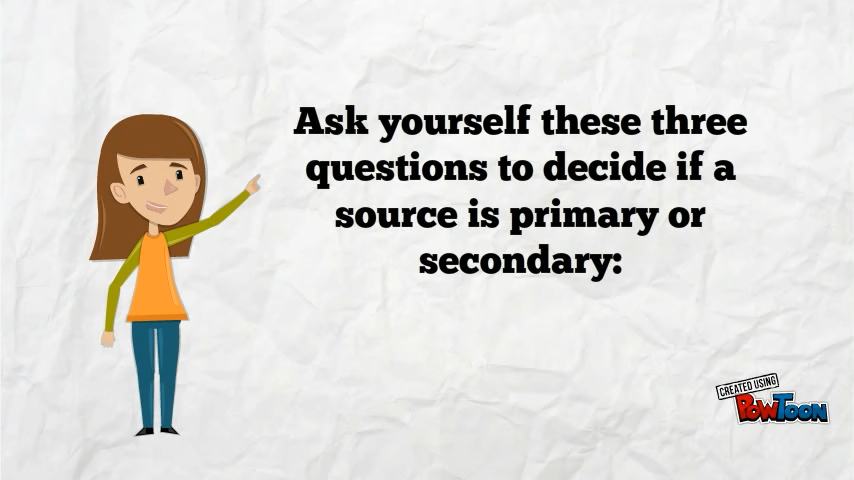 Ask yourself these three
questions to decide if a
source is primary or
secondary:
CREATED USING
POWTOON